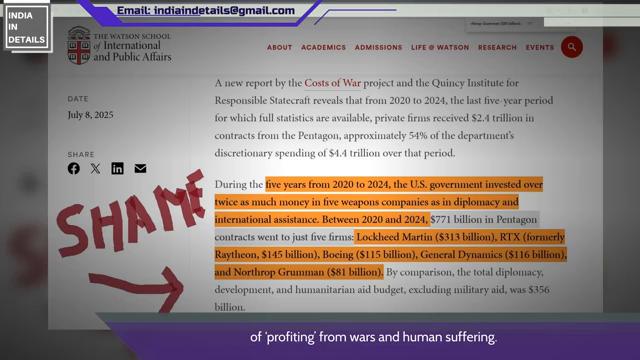 INDIA
IN
DETAILS
Email: indiaindetails@gmail.com
THE WATSON SCHOOL
of International
and Public Affairs
ABOUT ACADEMICS ADMISSIONS LIFE @ WATSON RESEARCH EVENTS
DATE
July 8, 2025
SHARE
A new report by the Costs of War project and the Quincy Institute for
Responsible Statecraft reveals that from 2020 to 2024, the last five-year period
for which full statistics are available, private firms received $2.4 trillion in
contracts from the Pentagon, approximately 54% of the department's
discretionary spending of $4.4 trillion over that period.
During the five years from 2020 to 2024, the U.S. government invested over
twice as much money in five weapons companies as in diplomacy and
international assistance. Between 2020 and 2024, $771 billion in Pentagon
contracts went to just five firms: Lockheed Martin ($313 billion), RTX (formerly
Raytheon, $145 billion), Boeing ($115 billion), General Dynamics ($116 billion),
and Northrop Grumman ($81 billion). By comparison, the total diplomacy,
development, and humanitarian aid budget, excluding military aid, was $356
billion.
SHAME
of 'profiting' from wars and human suffering.